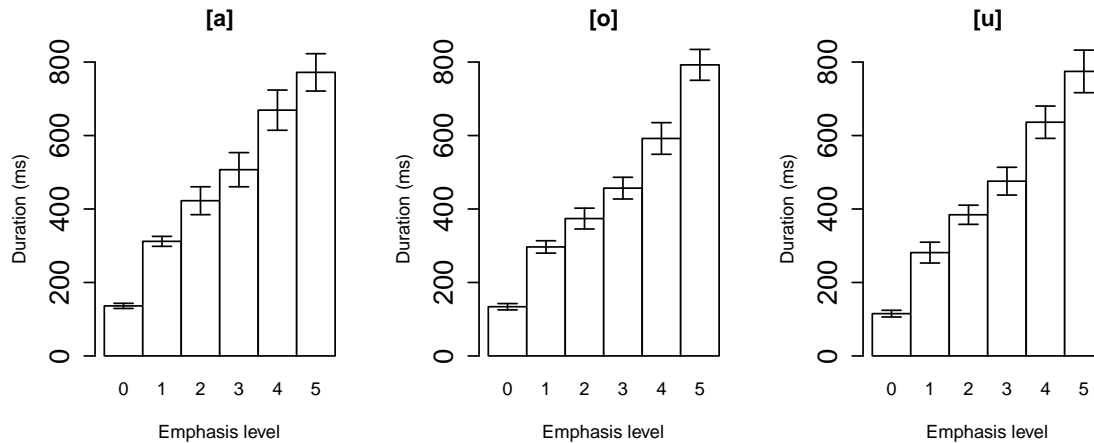 [a]
Duration (ms)
0 200 400 600 800
0 1 2 3 4 5
Emphasis level
[o]
Duration (ms)
0 200 400 600 800
0 1 2 3 4 5
Emphasis level
[u]
Duration (ms)
0 200 400 600 800
0 1 2 3 4 5
Emphasis level